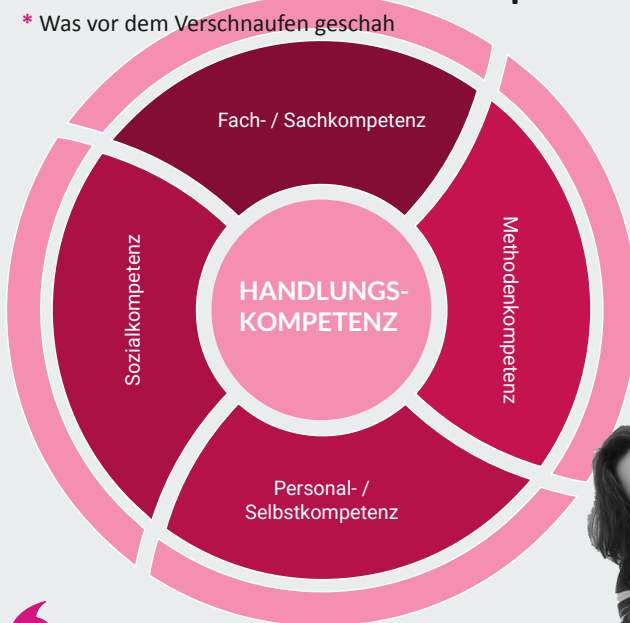 * Was vor dem Verschnaufen geschah
Fach- / Sachkompetenz
Sozialkompetenz
HANDLUNGS-
KOMPETENZ
Methodenkompetenz
Personal- /
Selbstkompetenz